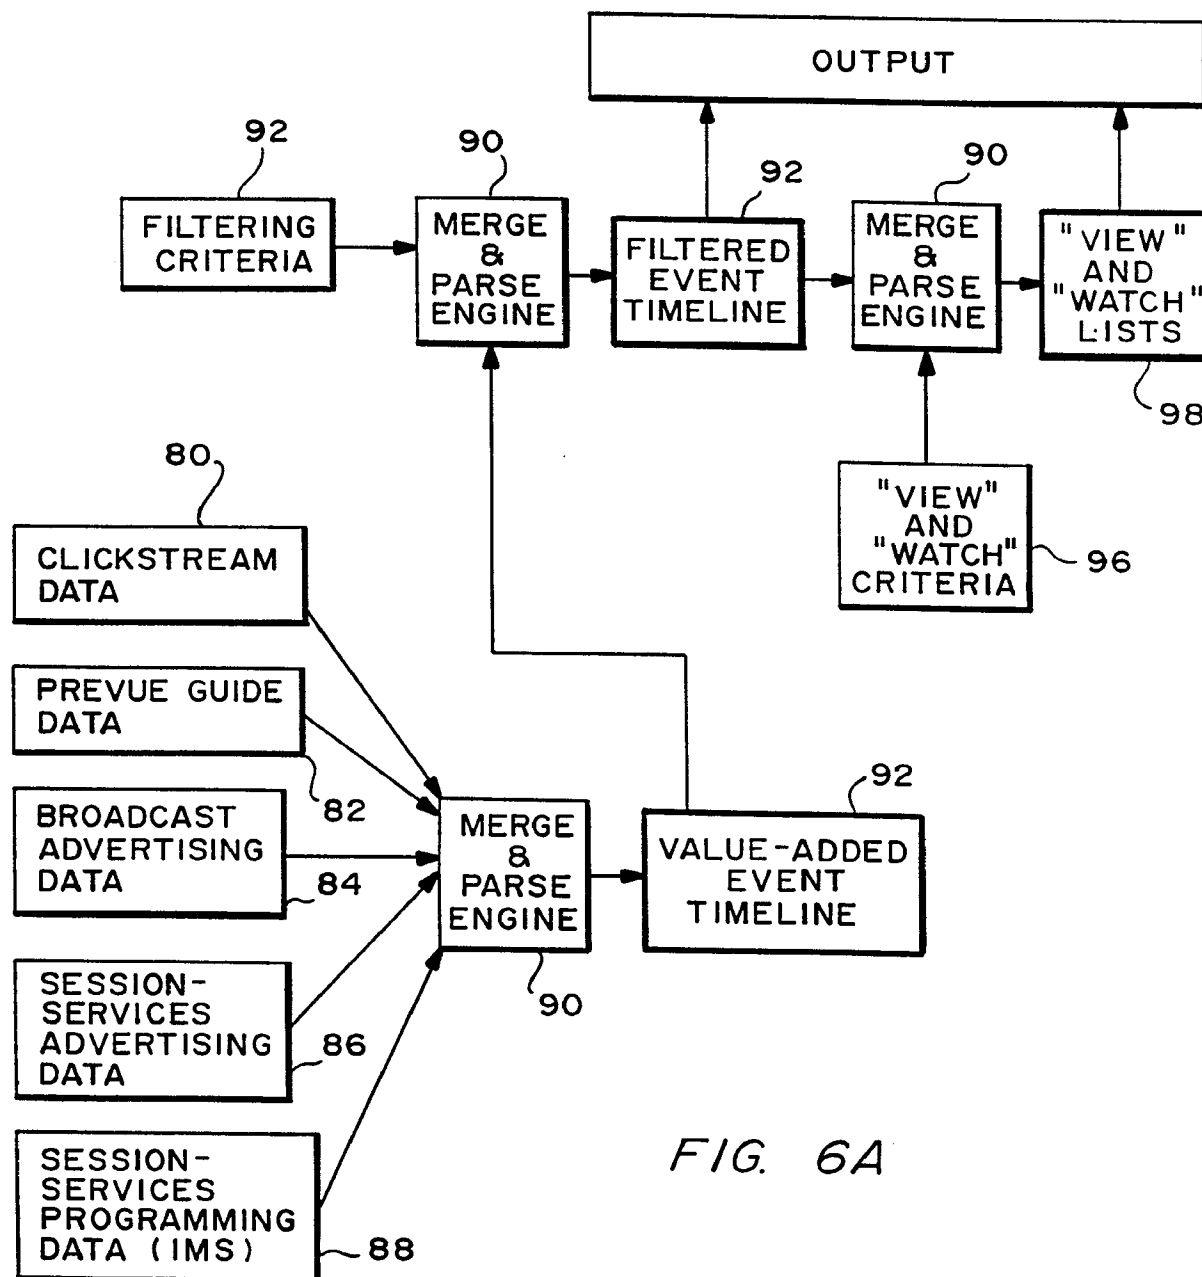 OUTPUT
92
90
90
92
FILTERING
CRITERIA
MERGE
&
PARSE
ENGINE
FILTERED
EVENT
TIMELINE
MERGE
&
PARSE
ENGINE
"VIEW"
AND
"WATCH"
LISTS
98
80
"VIEW"
AND
"WATCH"
CRITERIA
96
CLICKSTREAM
DATA
PREVUE GUIDE
DATA
82
BROADCAST
ADVERTISING
DATA
84
MERGE
&
PARSE
ENGINE
90
92
VALUE-ADDED
EVENT
TIMELINE
SESSION-
SERVICES
ADVERTISING
DATA
86
SESSION-
SERVICES
PROGRAMMING
DATA (IMS)
88
FIG. 6A